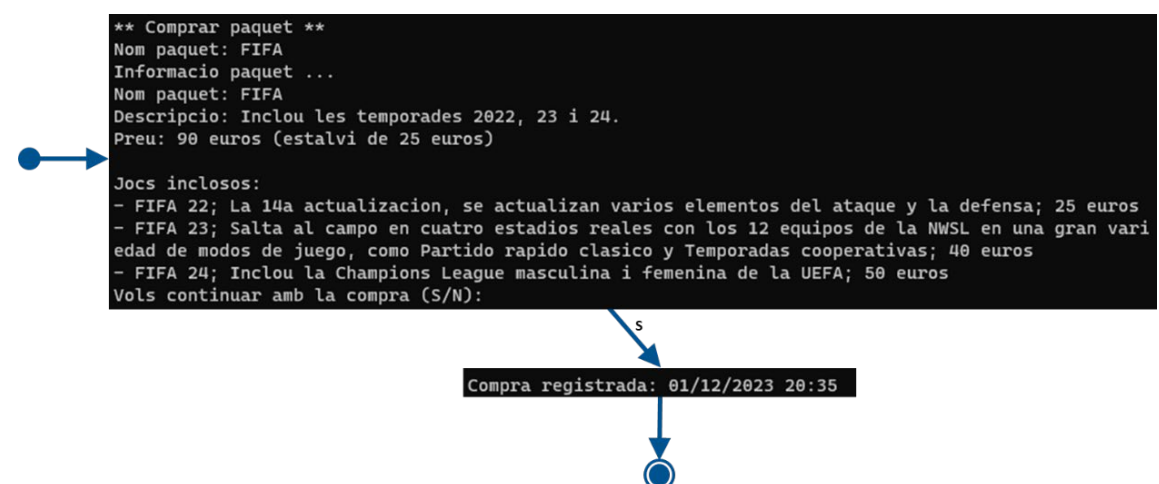 ** Comprar paquet **
Nom paquet: FIFA
Informacio paquet ...
Nom paquet: FIFA
Descripcio: Inclou les temporades 2022, 23 i 24.
Preu: 90 euros (estalvi de 25 euros)
Jocs inclosos:
- FIFA 22; La 14a actualizacion, se actualizan varios elementos del ataque y la defensa; 25 euros
- FIFA 23; Salta al campo en cuatro estadios reales con los 12 equipos de la NWSL en una gran vari
edad de modos de juego, como Partido rapido clasico y Temporadas cooperativas; 40 euros
- FIFA 24; Inclou la Champions League masculina i femenina de la UEFA; 50 euros
Vols continuar amb la compra (S/N):
S
Compra registrada: 01/12/2023 20:35